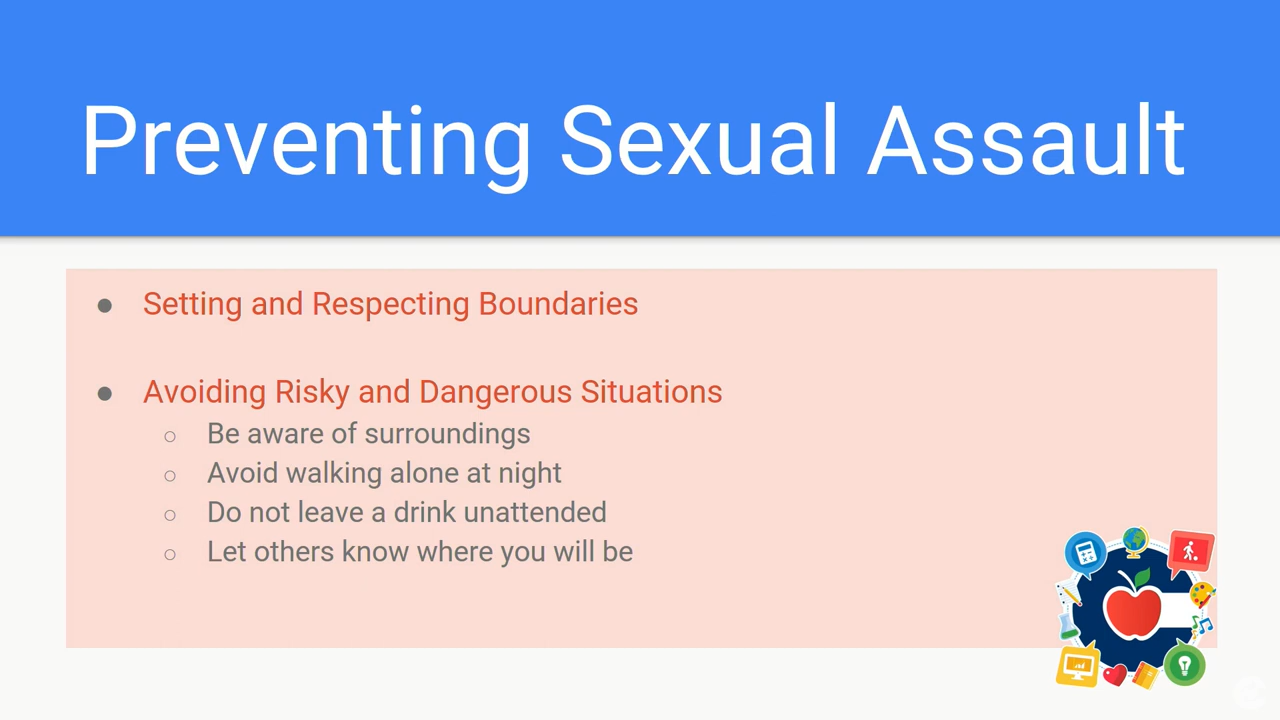 Preventing Sexual Assault
● Setting and Respecting Boundaries
● Avoiding Risky and Dangerous Situations
○ Be aware of surroundings
○ Avoid walking alone at night
○ Do not leave a drink unattended
○ Let others know where you will be